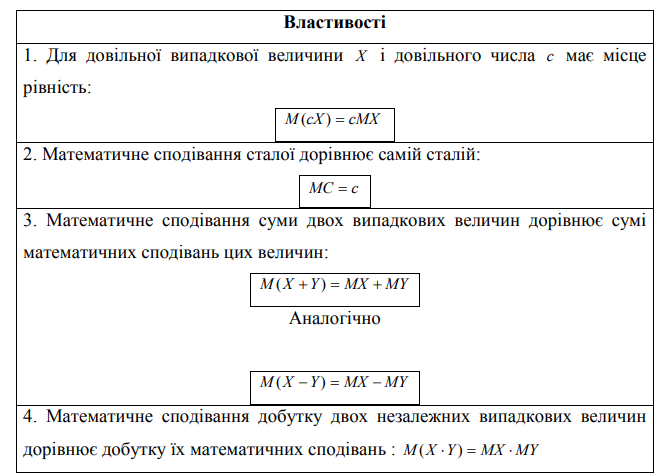 Властивості
1. Для довільної випадкової величини X і довільного числа c має місце
рівність:
M(cX) = cMX
2. Математичне сподівання сталої дорівнює самій сталій:
MC = c
3. Математичне сподівання суми двох випадкових величин дорівнює сумі
математичних сподівань цих величин:
M(X + Y) = MX + MY
Аналогічно
M(X − Y) = MX − MY
4. Математичне сподівання добутку двох незалежних випадкових величин
дорівнює добутку їх математичних сподівань : M(X · Y) = MX · MY